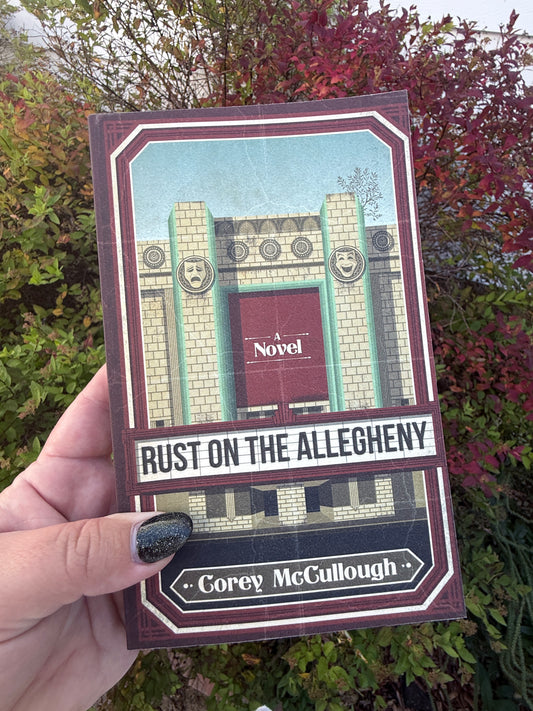 A
Novel
RUST ON THE ALLEGHENY
Corey McCullough